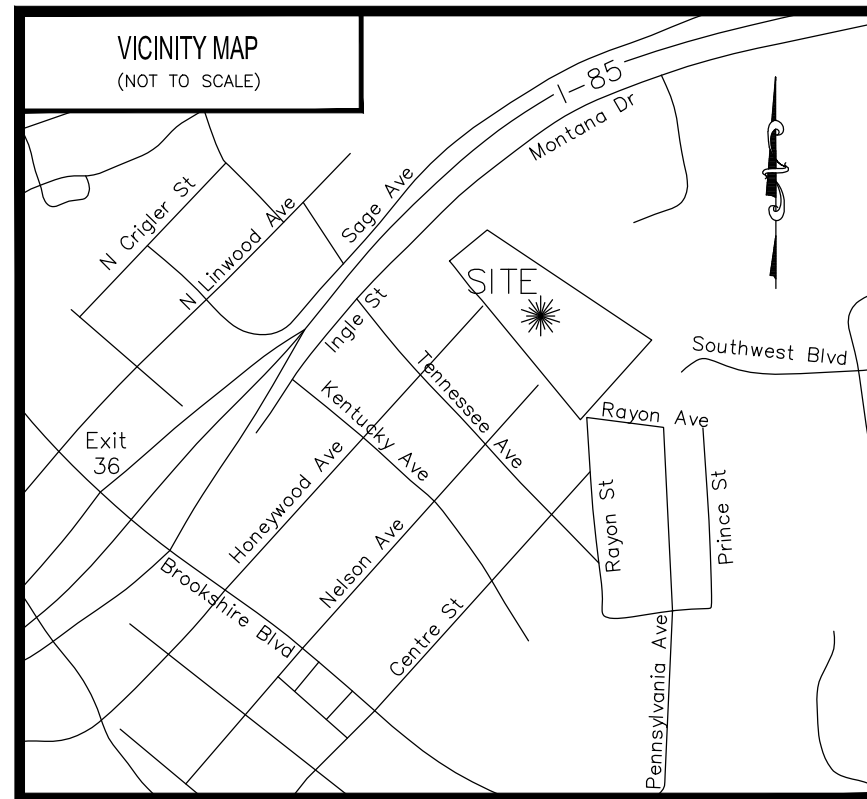 VICINITY MAP
(NOT TO SCALE)
I-85
Montana Dr
Sage Ave
N Crigler St
N Linwood Ave
SITE
Ingle St
Southwest Blvd
Tennessee Ave
Kentucky Ave
Rayon Ave
Exit
36
Honeywood Ave
Rayon St
Prince St
Nelson Ave
Brookshire Blvd
Centre St
Pennsylvania Ave